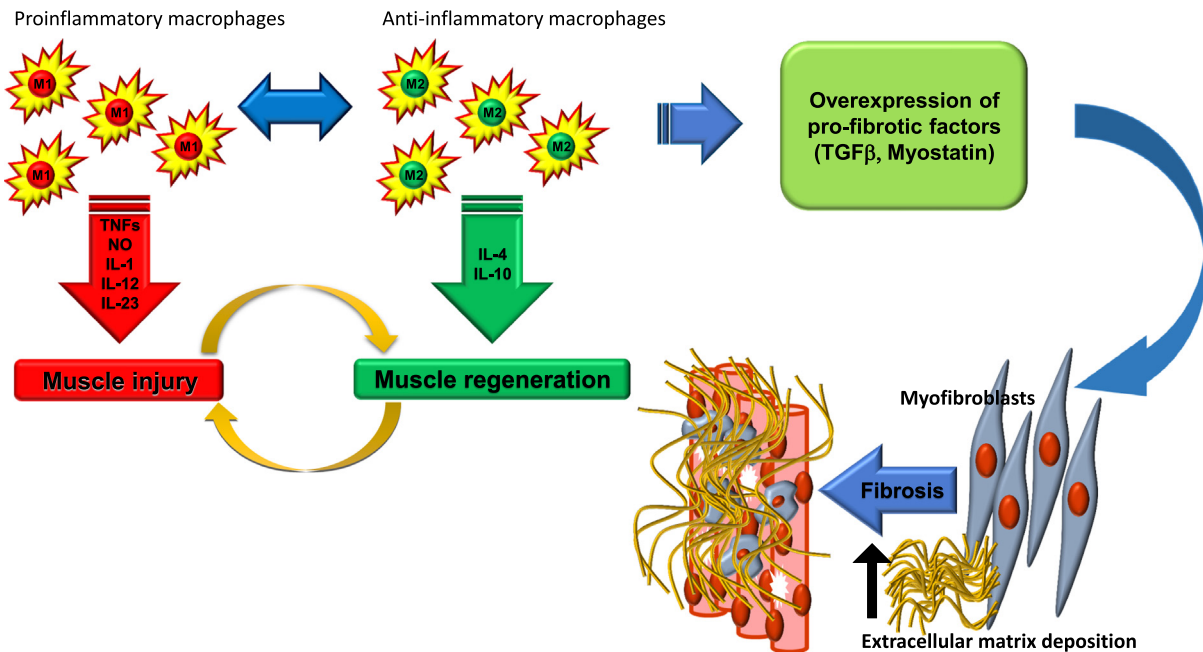 Proinflammatory macrophages
Anti-inflammatory macrophages
M1
M1
M1
M1
M2
M2
M2
M2
Overexpression of
pro-fibrotic factors
(TGFβ, Myostatin)
TNFs
NO
IL-1
IL-12
IL-23
IL-4
IL-10
Muscle injury
Muscle regeneration
Myofibroblasts
Fibrosis
Extracellular matrix deposition